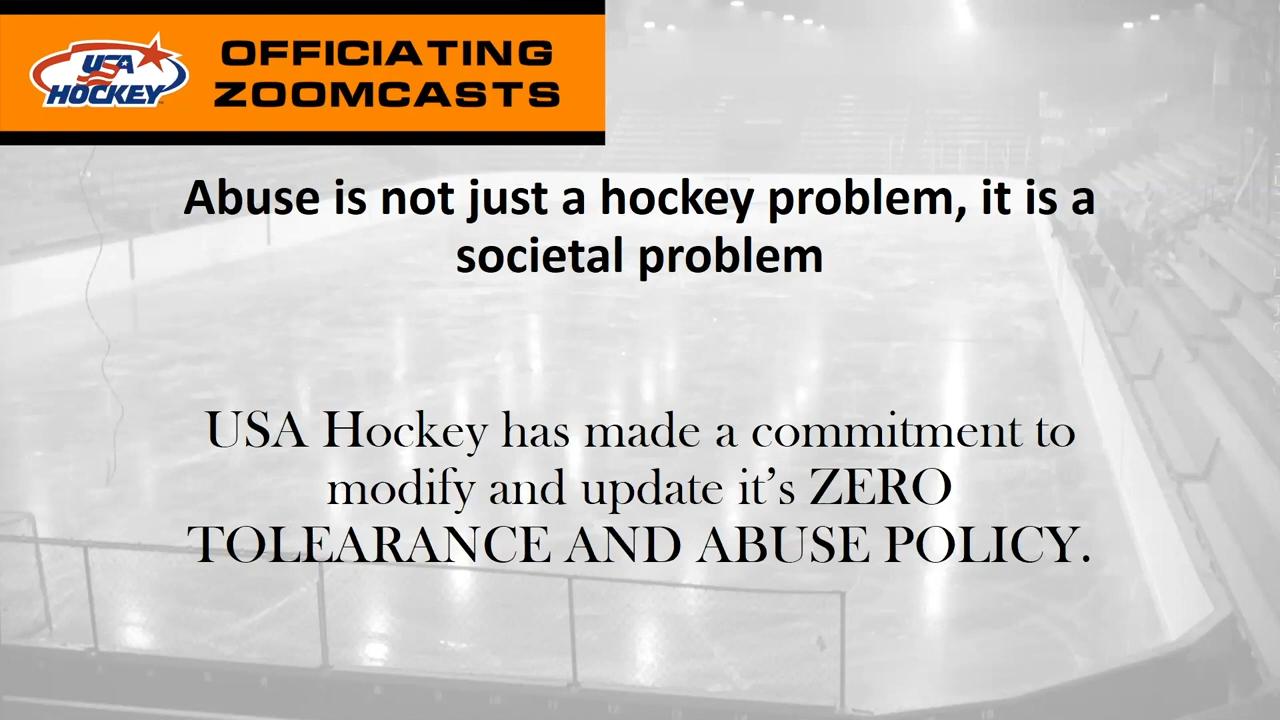 USA
HOCKEY
OFFICIATING
ZOOMCASTS
Abuse is not just a hockey problem, it is a
societal problem
USA Hockey has made a commitment to
modify and update it’s ZERO
TOLEARANCE AND ABUSE POLICY.